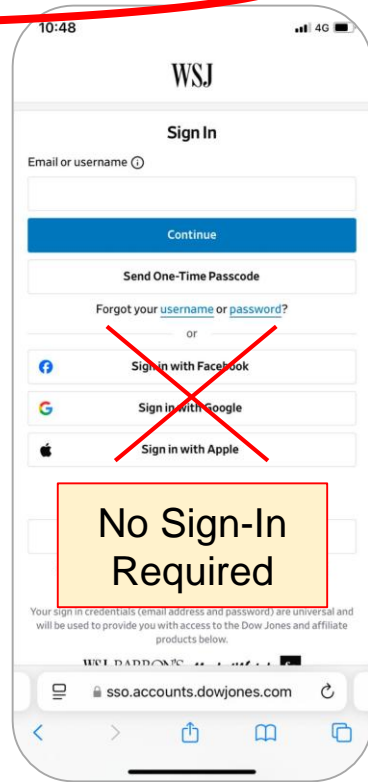 10:48
4G
WSJ
Sign In
Email or username
Continue
Send One-Time Passcode
Forgot your username or password?
or
Sign in with Facebook
Sign in with Google
Sign in with Apple
No Sign-In
Required
Your sign in credentials (email address and password) are universal and
will be used to provide you with access to the Dow Jones and affiliate
products below.
WSJ BARRON'S MarketWatch
sso.accounts.dowjones.com